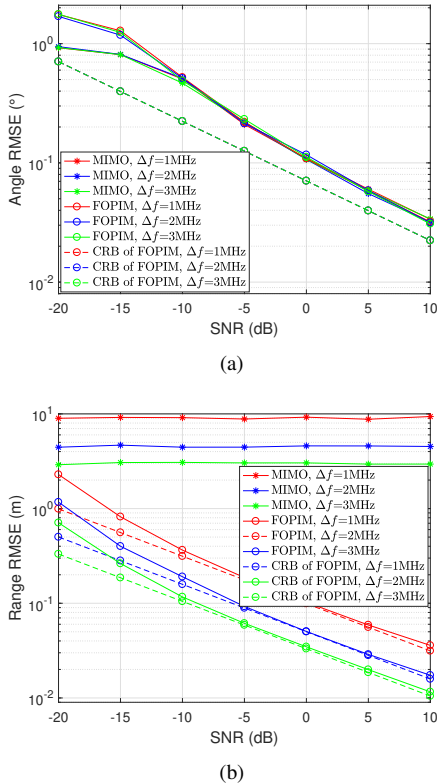 10^0
10^-1
10^-2
Angle RMSE (°)
MIMO, Δf=1MHz
MIMO, Δf=2MHz
MIMO, Δf=3MHz
FOPIM, Δf=1MHz
FOPIM, Δf=2MHz
FOPIM, Δf=3MHz
CRB of FOPIM, Δf=1MHz
CRB of FOPIM, Δf=2MHz
CRB of FOPIM, Δf=3MHz
-20 -15 -10 -5 0 5 10
SNR (dB)
(a)
10^1
10^0
10^-1
10^-2
Range RMSE (m)
MIMO, Δf=1MHz
MIMO, Δf=2MHz
MIMO, Δf=3MHz
FOPIM, Δf=1MHz
FOPIM, Δf=2MHz
FOPIM, Δf=3MHz
CRB of FOPIM, Δf=1MHz
CRB of FOPIM, Δf=2MHz
CRB of FOPIM, Δf=3MHz
-20 -15 -10 -5 0 5 10
SNR (dB)
(b)